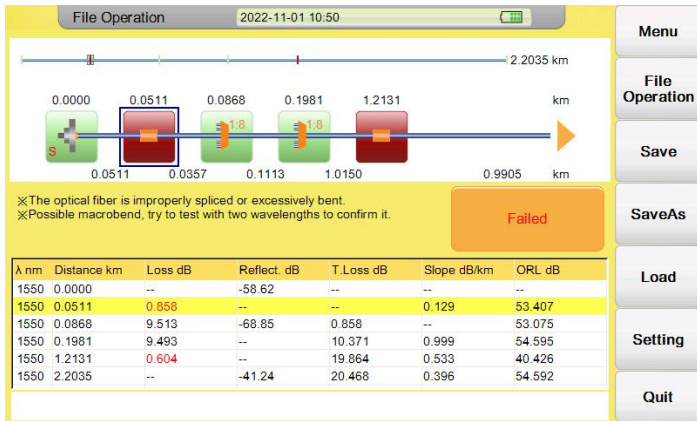 File Operation 2022-11-01 10:50
2.2035 km
0.0000 0.0511 0.0868 0.1981 1.2131 km
S 1:8 1:8
0.0511 0.0357 0.1113 1.0150 0.9905 km
※The optical fiber is improperly spliced or excessively bent.
※Possible macrobend, try to test with two wavelengths to confirm it.
Failed
λ nm Distance km Loss dB Reflect. dB T.Loss dB Slope dB/km ORL dB
1550 0.0000 -- -58.62 -- -- --
1550 0.0511 0.858 -- -- 0.129 53.407
1550 0.0868 9.513 -68.85 0.858 -- 53.075
1550 0.1981 9.493 -- 10.371 0.999 54.595
1550 1.2131 0.604 -- 19.864 0.533 40.426
1550 2.2035 -- -41.24 20.468 0.396 54.592
Menu
File
Operation
Save
SaveAs
Load
Setting
Quit